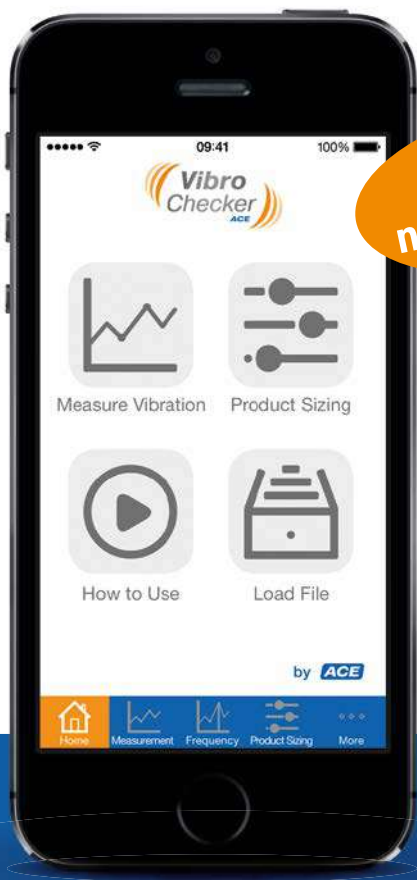 09:41
100%
Vibro
Checker
ACE
Measure Vibration
Product Sizing
How to Use
Load File
by ACE
Home
Measurement
Frequency
Product Sizing
More